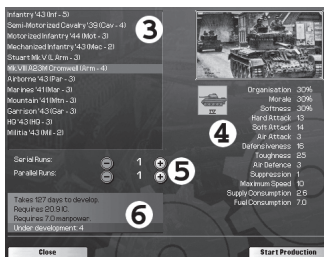 Infantry '43 (Inf - 5)
Semi-Motorized Cavalry '39 (Cav - 4)
Motorized Infantry '44 (Mot - 3)
Mechanized Infantry '43 (Mec - 2)
Stuart Mk.V (L Arm - 3)
Mk.VIII A23M Cromwell (Arm - 4)
Airborne '43 (Par - 3)
Marines '41 (Mar - 3)
Mountain '41 (Mtn - 3)
Garrison '43 (Gar - 3)
HQ '43 (HQ - 3)
Militia '43 (Mil - 2)
3
IV
Organisation 30%
Morale 30%
Softness 30%
Hard Attack 13
Soft Attack 14
Air Attack 3
Defensiveness 16
Toughness 25
Air Defence 3
Suppression 1
Maximum Speed 10
Supply Consumption 2.6
Fuel Consumption 7.0
4
Serial Runs: 1
Parallel Runs: 1
5
Takes 127 days to develop.
Requires 20.9 IC.
Requires 7.0 manpower.
Under development: 4
6
Close
Start Production